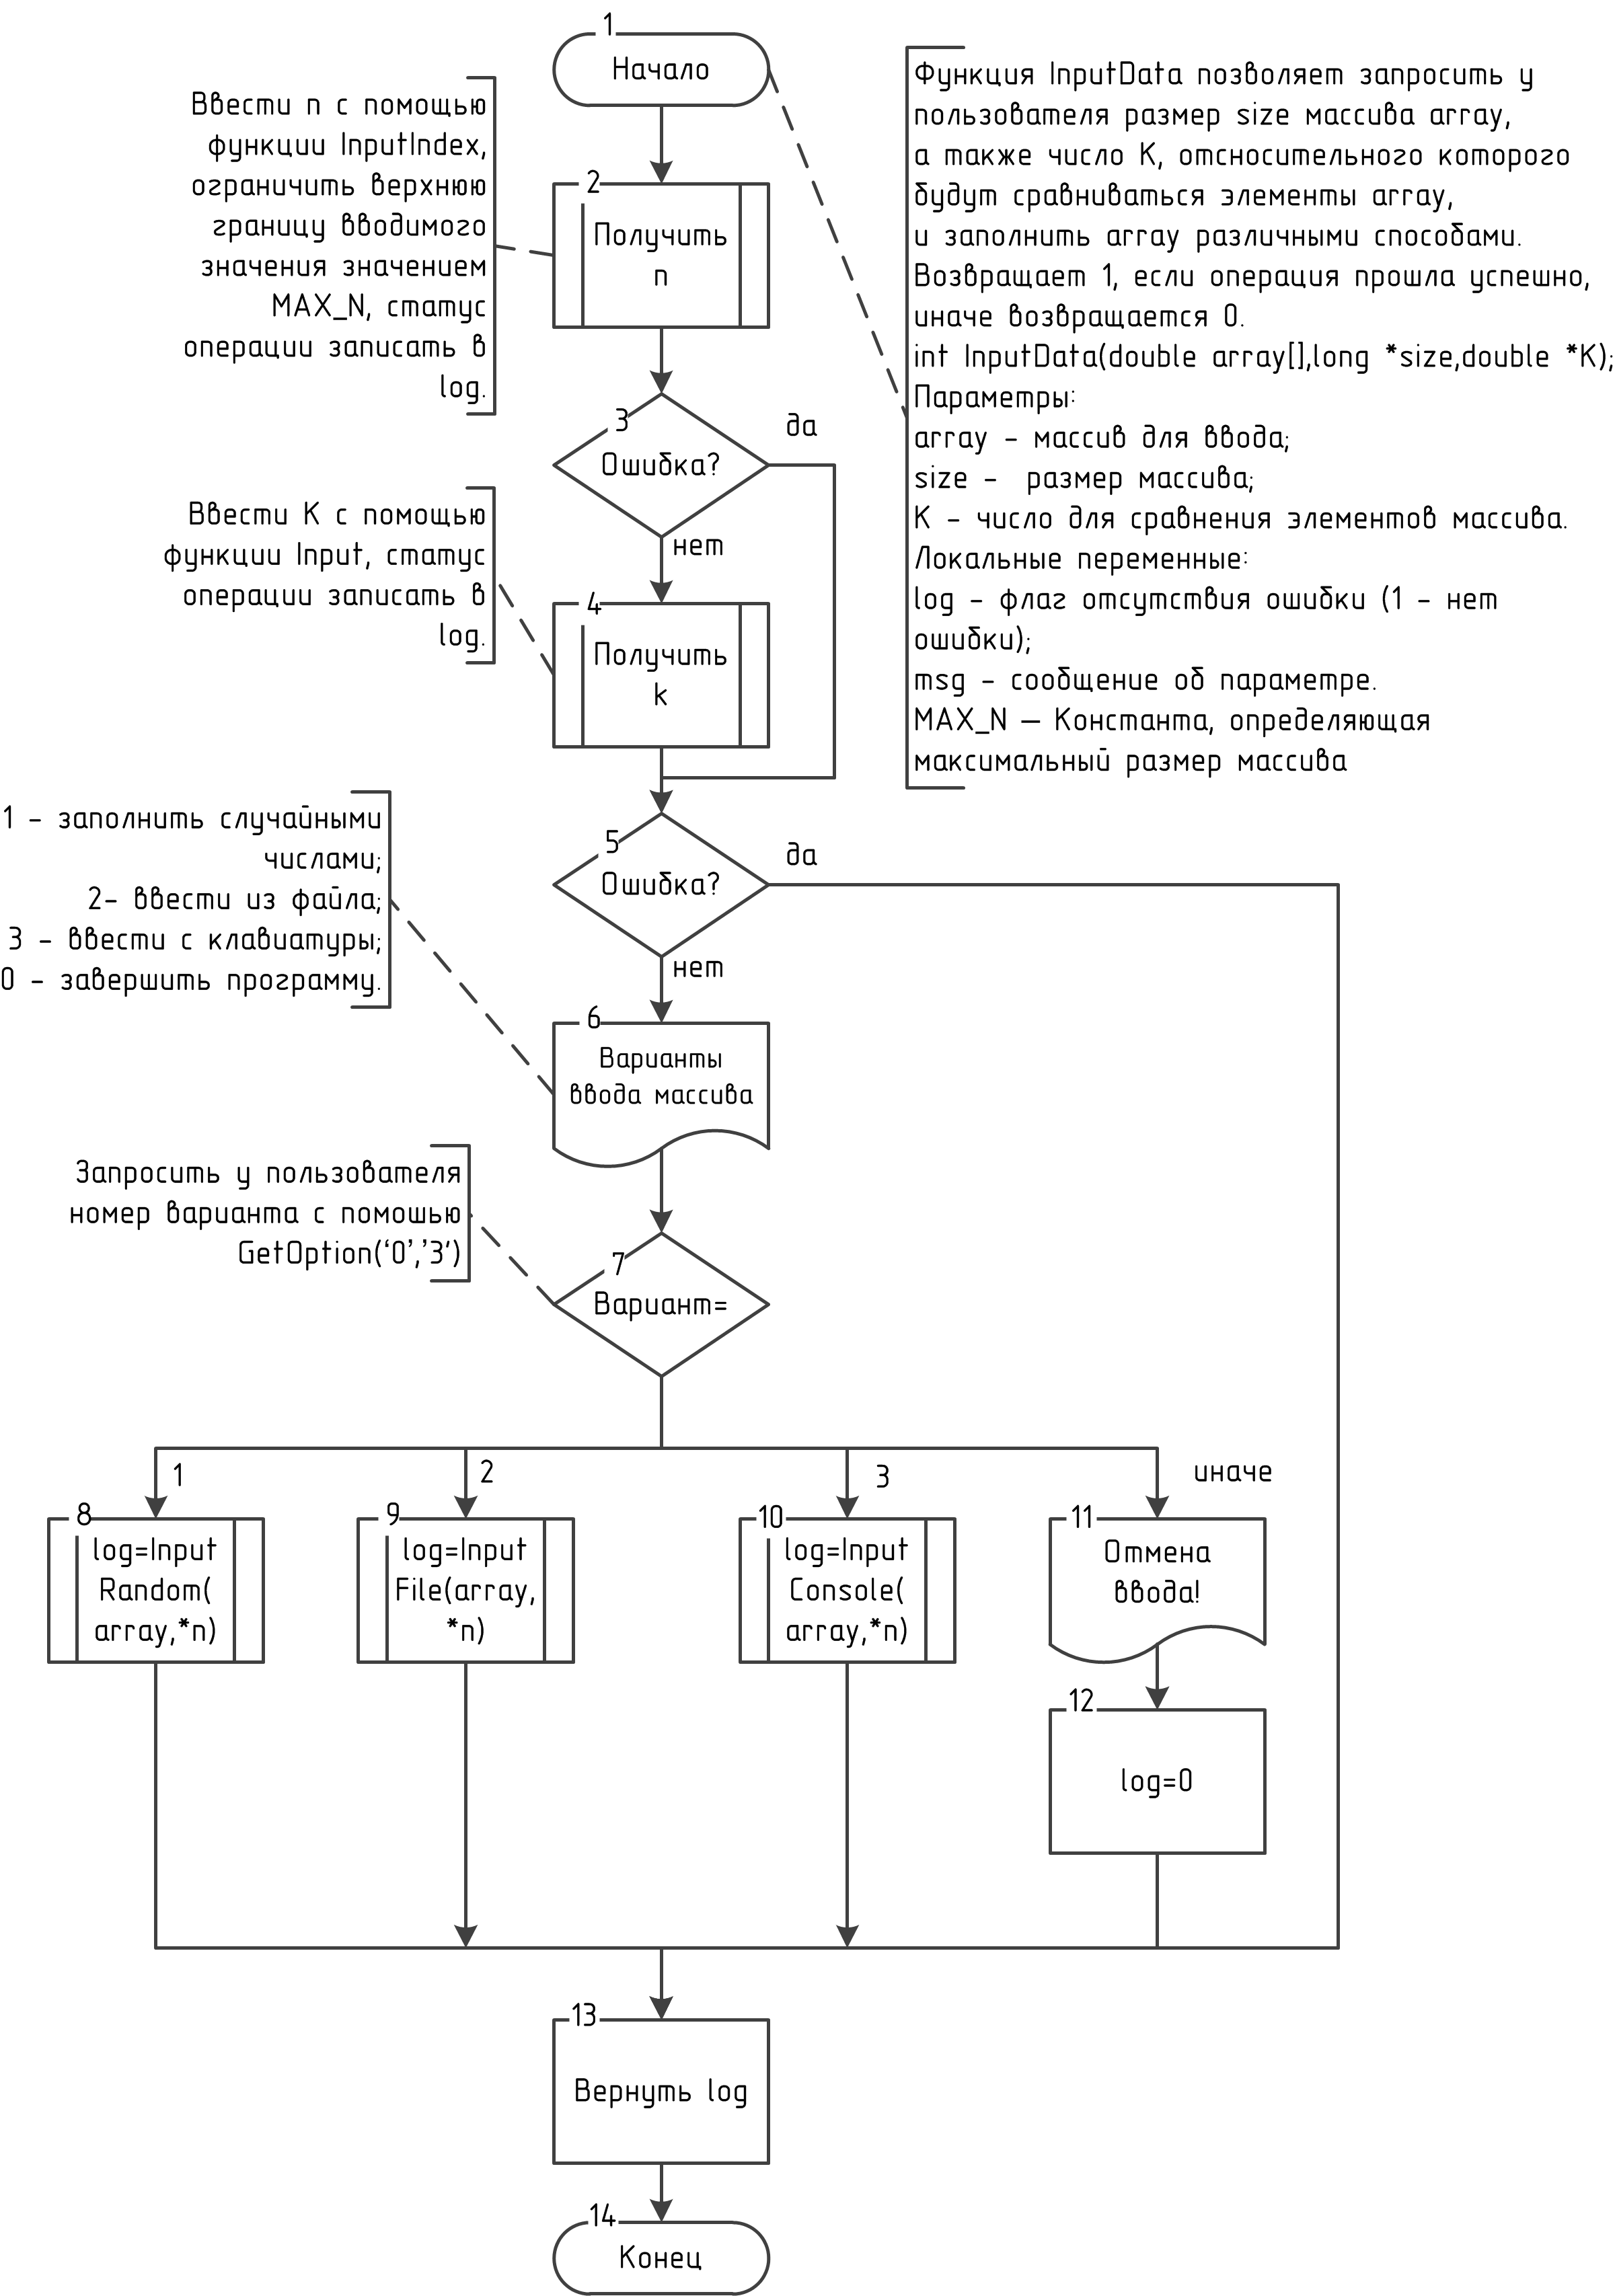 1
Начало
Функция InputData позволяет запросить у
пользователя размер size массива array,
а также число K, отсносительного которого
будут сравниваться элементы array,
и заполнить array различными способами.
Возвращает 1, если операция прошла успешно,
иначе возвращается 0.
int InputData(double array[],long *size,double *K);
Параметры:
array - массив для ввода;
size -  размер массива;
K - число для сравнения элементов массива.
Локальные переменные:
log - флаг отсутствия ошибки (1 - нет
ошибки);
msg - сообщение об параметре.
MAX_N – Константа, определяющая
максимальный размер массива
Ввести n с помощью
функции InputIndex,
ограничить верхнюю
границу вводимого
значения значением
MAX_N, статус
операции записать в
log.
2
Получить
n
3
Ошибка?
да
нет
Ввести K с помощью
функции Input, статус
операции записать в
log.
4
Получить
k
5
Ошибка?
да
нет
1 - заполнить случайными
числами;
2- ввести из файла;
3 - ввести с клавиатуры;
0 - завершить программу.
6
Варианты
ввода массива
Запросить у пользователя
номер варианта с помошью
GetOption(‘0’,’3’)
7
Вариант=
1
2
3
иначе
8
log=Input
Random(
array,*n)
9
log=Input
File(array,
*n)
10
log=Input
Console(
array,*n)
11
Отмена
ввода!
12
log=0
13
Вернуть log
14
Конец